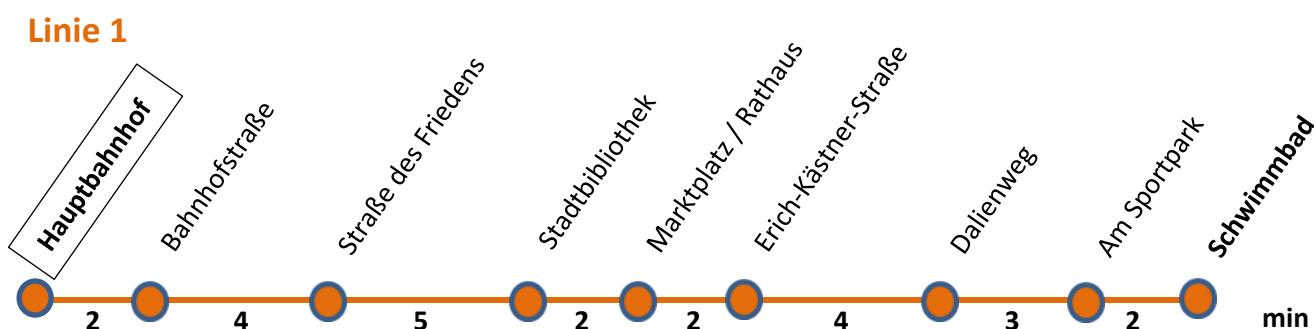 Linie 1
Hauptbahnhof
Bahnhofstraße
Straße des Friedens
Stadtbibliothek
Marktplatz / Rathaus
Erich-Kästner-Straße
Dalienweg
Am Sportpark
Schwimmbad
2 4 5 2 2 4 3 2 min